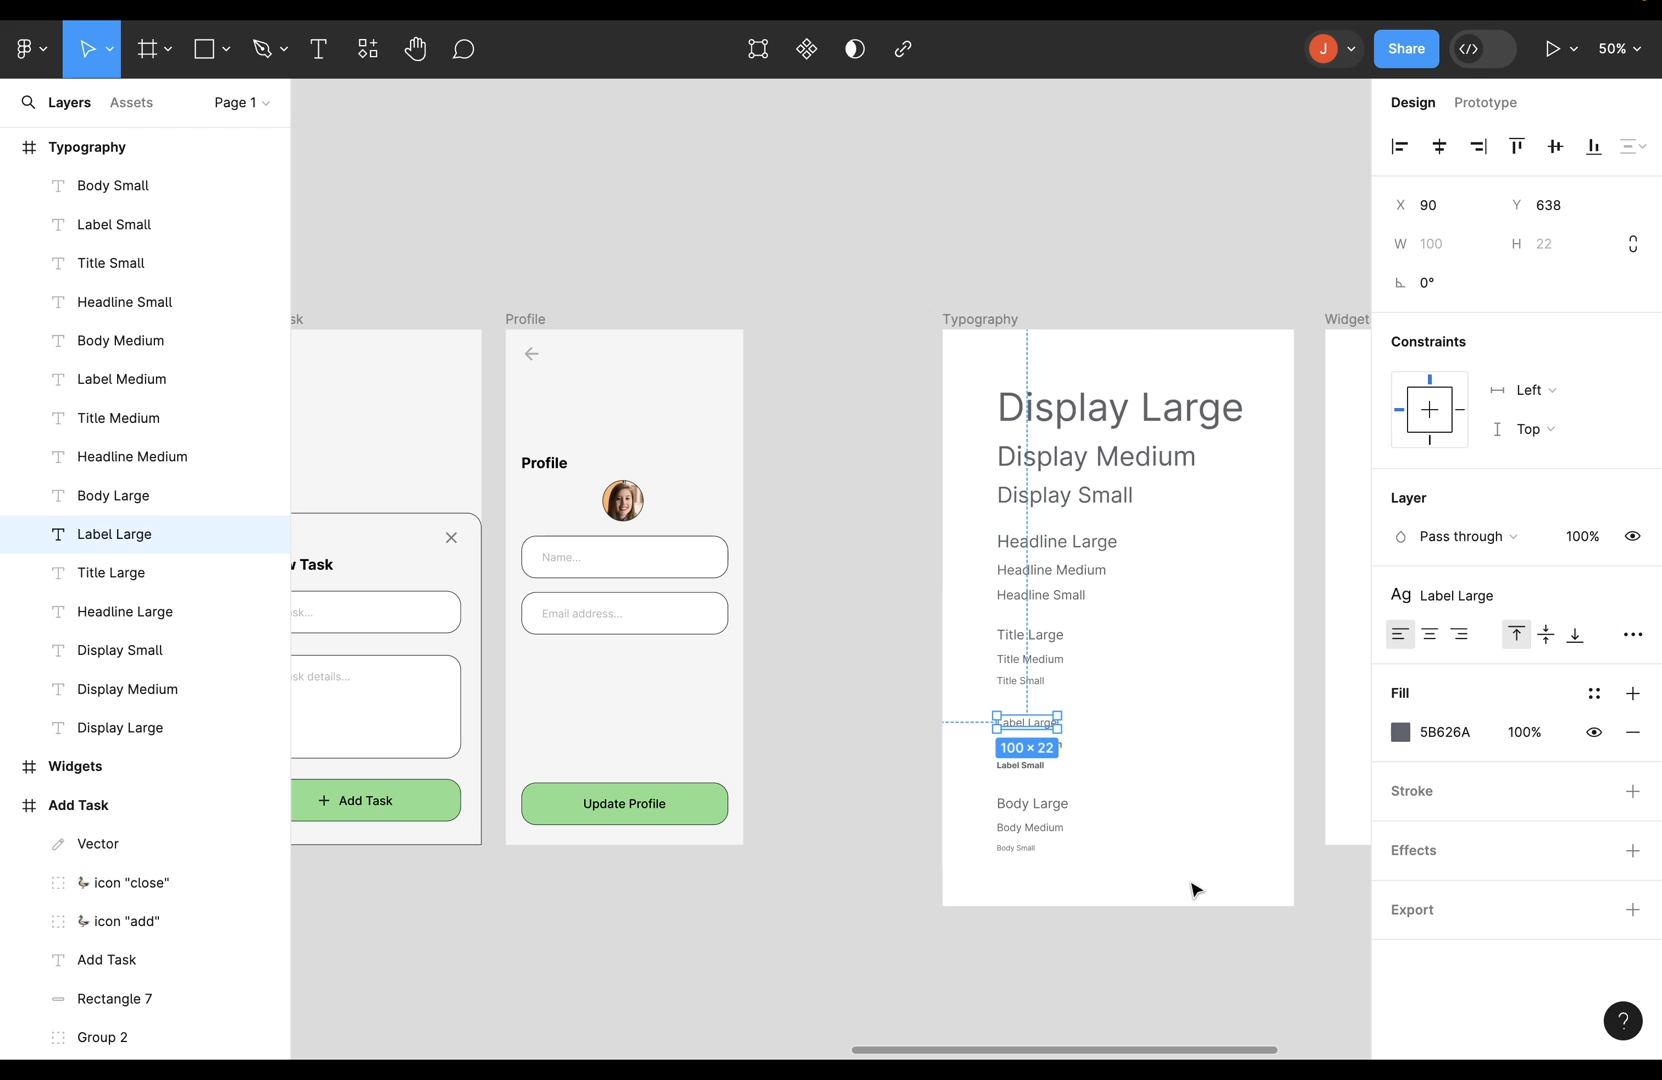 J
Share
50%
Layers
Assets
Page 1
Typography
Body Small
Label Small
Title Small
Headline Small
Body Medium
Label Medium
Title Medium
Headline Medium
Body Large
Label Large
Title Large
Headline Large
Display Small
Display Medium
Display Large
Widgets
Add Task
Vector
icon "close"
icon "add"
Add Task
Rectangle 7
Group 2
sk
Task
sk...
sk details...
Add Task
Profile
Profile
Name...
Email address...
Update Profile
Typography
Display Large
Display Medium
Display Small
Headline Large
Headline Medium
Headline Small
Title Large
Title Medium
Title Small
Label Large
100 × 22
Label Small
Body Large
Body Medium
Body Small
Widget
Design
Prototype
X 90
Y 638
W 100
H 22
0°
Constraints
Left
Top
Layer
Pass through
100%
Ag Label Large
Fill
5B626A
100%
Stroke
Effects
Export
?